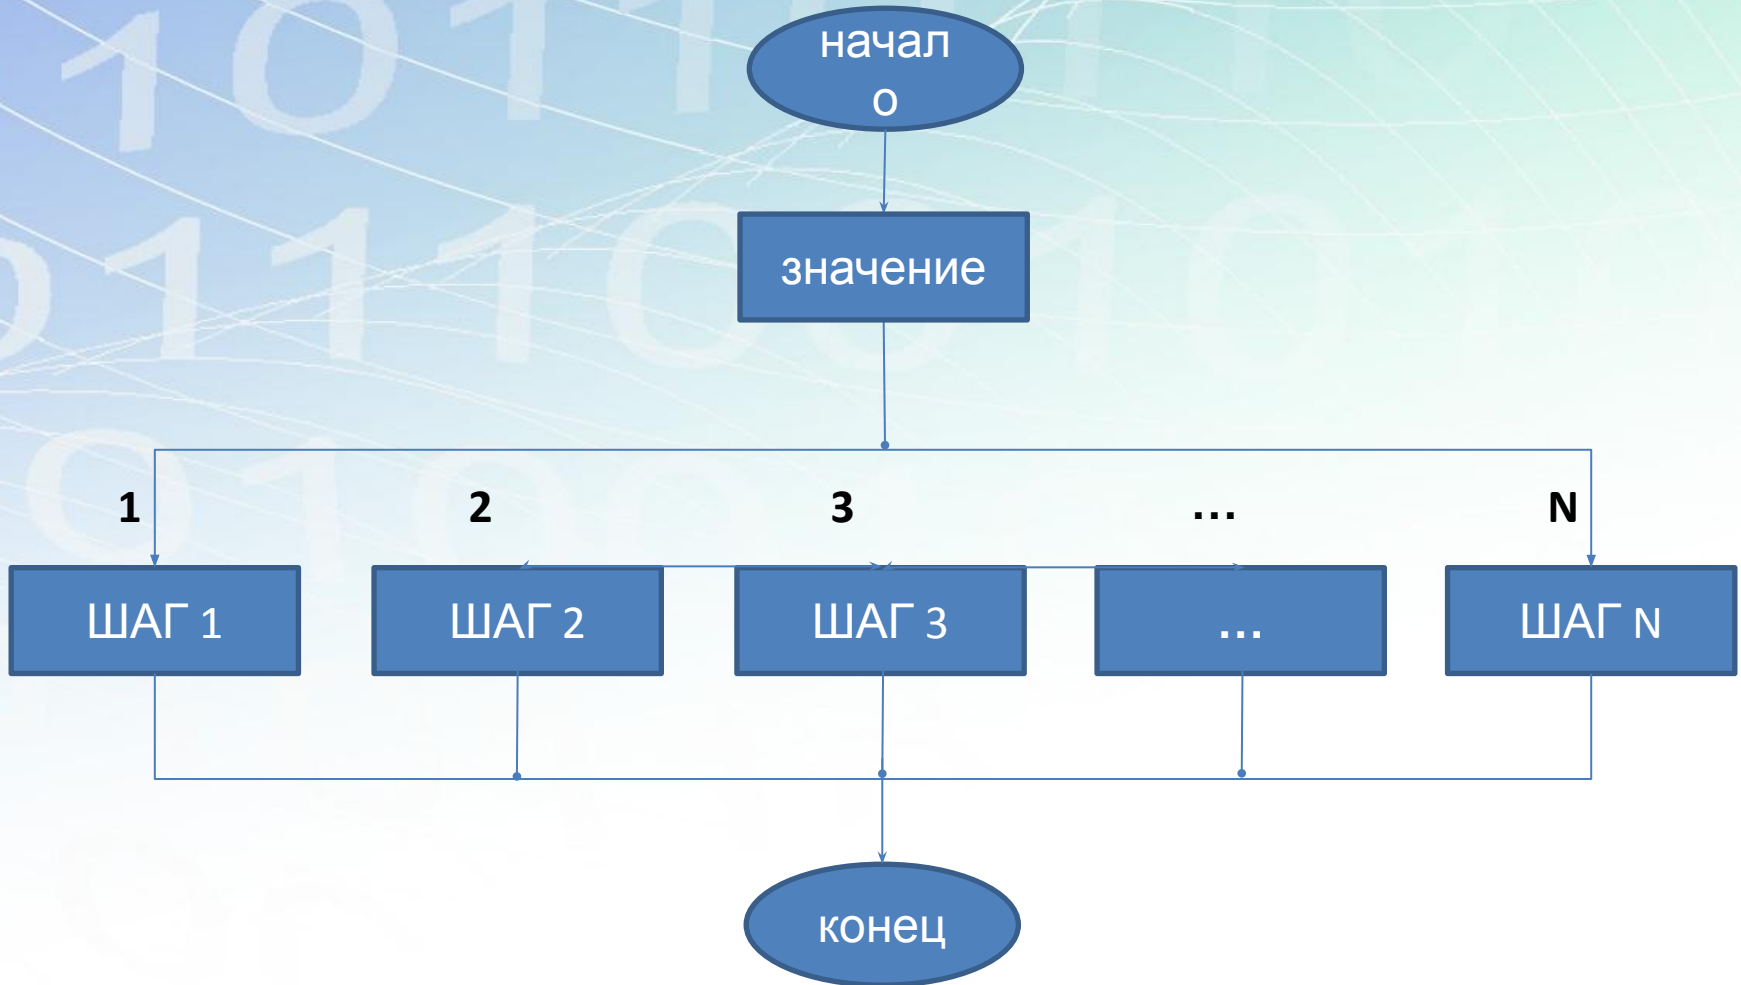 начал
о
значение
1 2 3 ... N
ШАГ 1 ШАГ 2 ШАГ 3 ... ШАГ N
конец